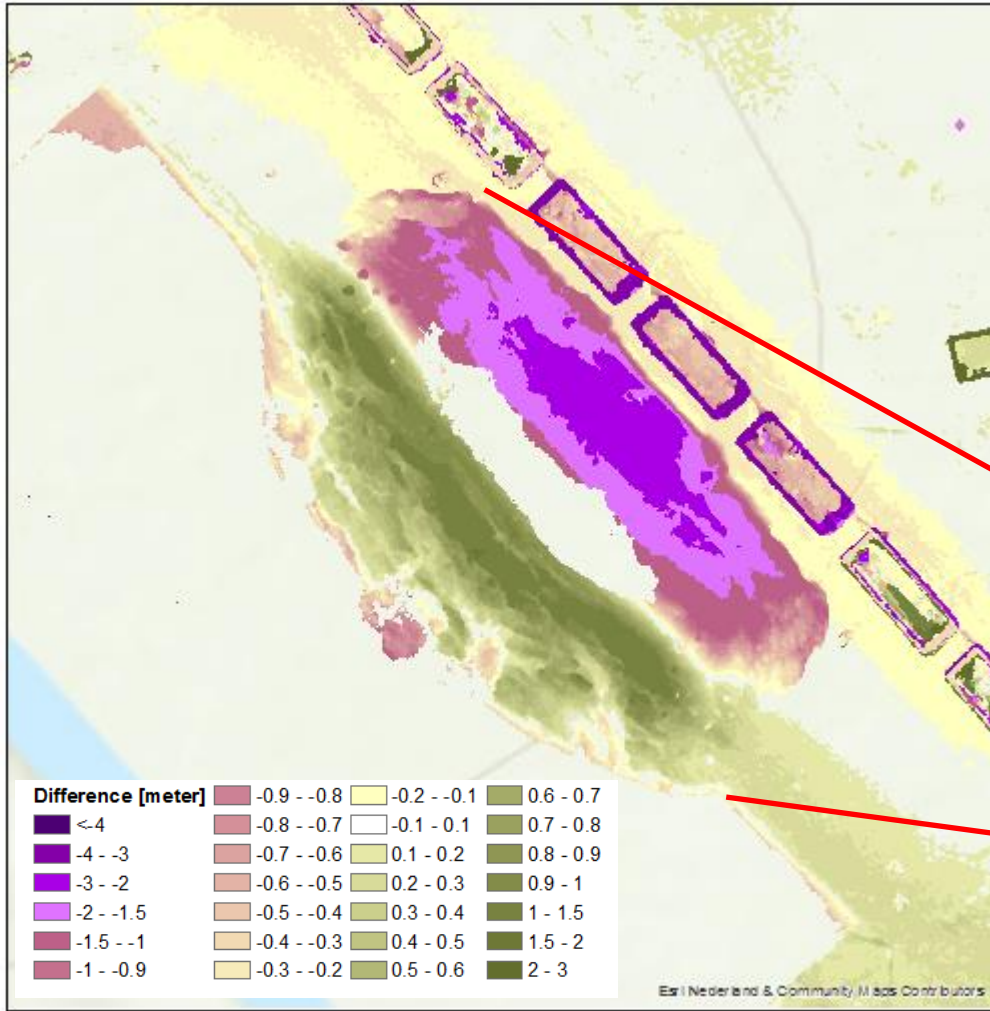 Difference [meter]
<-4
-4 - -3
-3 - -2
-2 - -1.5
-1.5 - -1
-1 - -0.9
-0.9 - -0.8
-0.8 - -0.7
-0.7 - -0.6
-0.6 - -0.5
-0.5 - -0.4
-0.4 - -0.3
-0.3 - -0.2
-0.2 - -0.1
-0.1 - 0.1
0.1 - 0.2
0.2 - 0.3
0.3 - 0.4
0.4 - 0.5
0.5 - 0.6
0.6 - 0.7
0.7 - 0.8
0.8 - 0.9
0.9 - 1
1 - 1.5
1.5 - 2
2 - 3
Esri Nederland & Community Maps Contributors